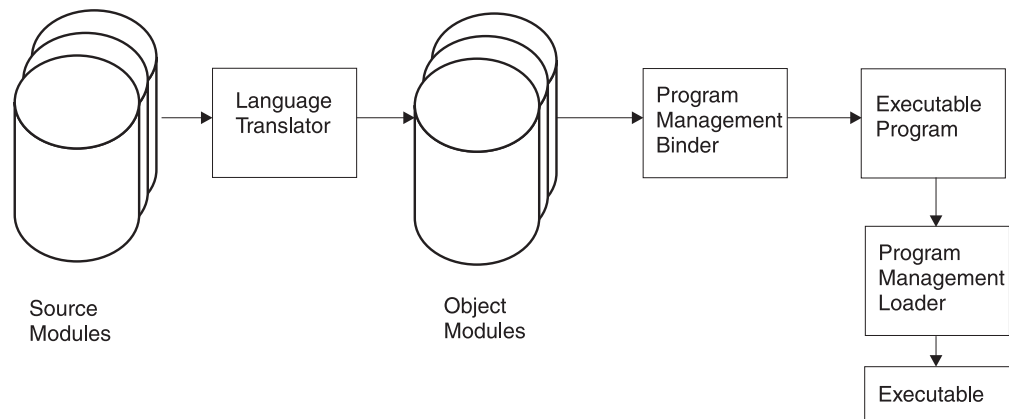 Language
Translator
Program
Management
Binder
Executable
Program
Source
Modules
Object
Modules
Program
Management
Loader
Executable